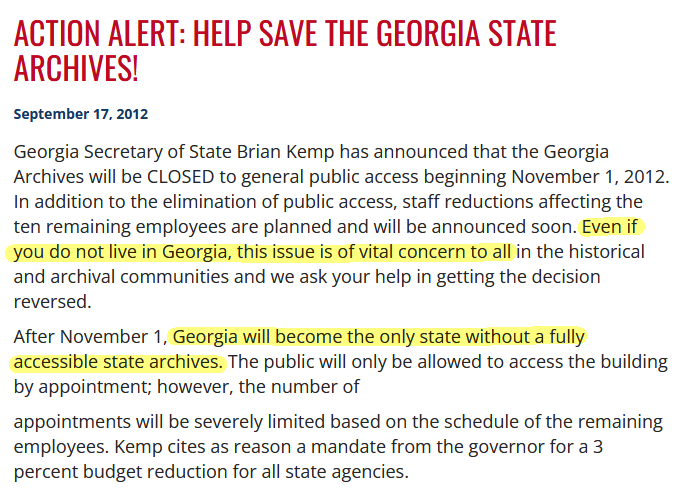 ACTION ALERT: HELP SAVE THE GEORGIA STATE
ARCHIVES!
September 17, 2012
Georgia Secretary of State Brian Kemp has announced that the Georgia
Archives will be CLOSED to general public access beginning November 1, 2012.
In addition to the elimination of public access, staff reductions affecting the
ten remaining employees are planned and will be announced soon. Even if
you do not live in Georgia, this issue is of vital concern to all in the historical
and archival communities and we ask your help in getting the decision
reversed.
After November 1, Georgia will become the only state without a fully
accessible state archives. The public will only be allowed to access the building
by appointment; however, the number of
appointments will be severely limited based on the schedule of the remaining
employees. Kemp cites as reason a mandate from the governor for a 3
percent budget reduction for all state agencies.